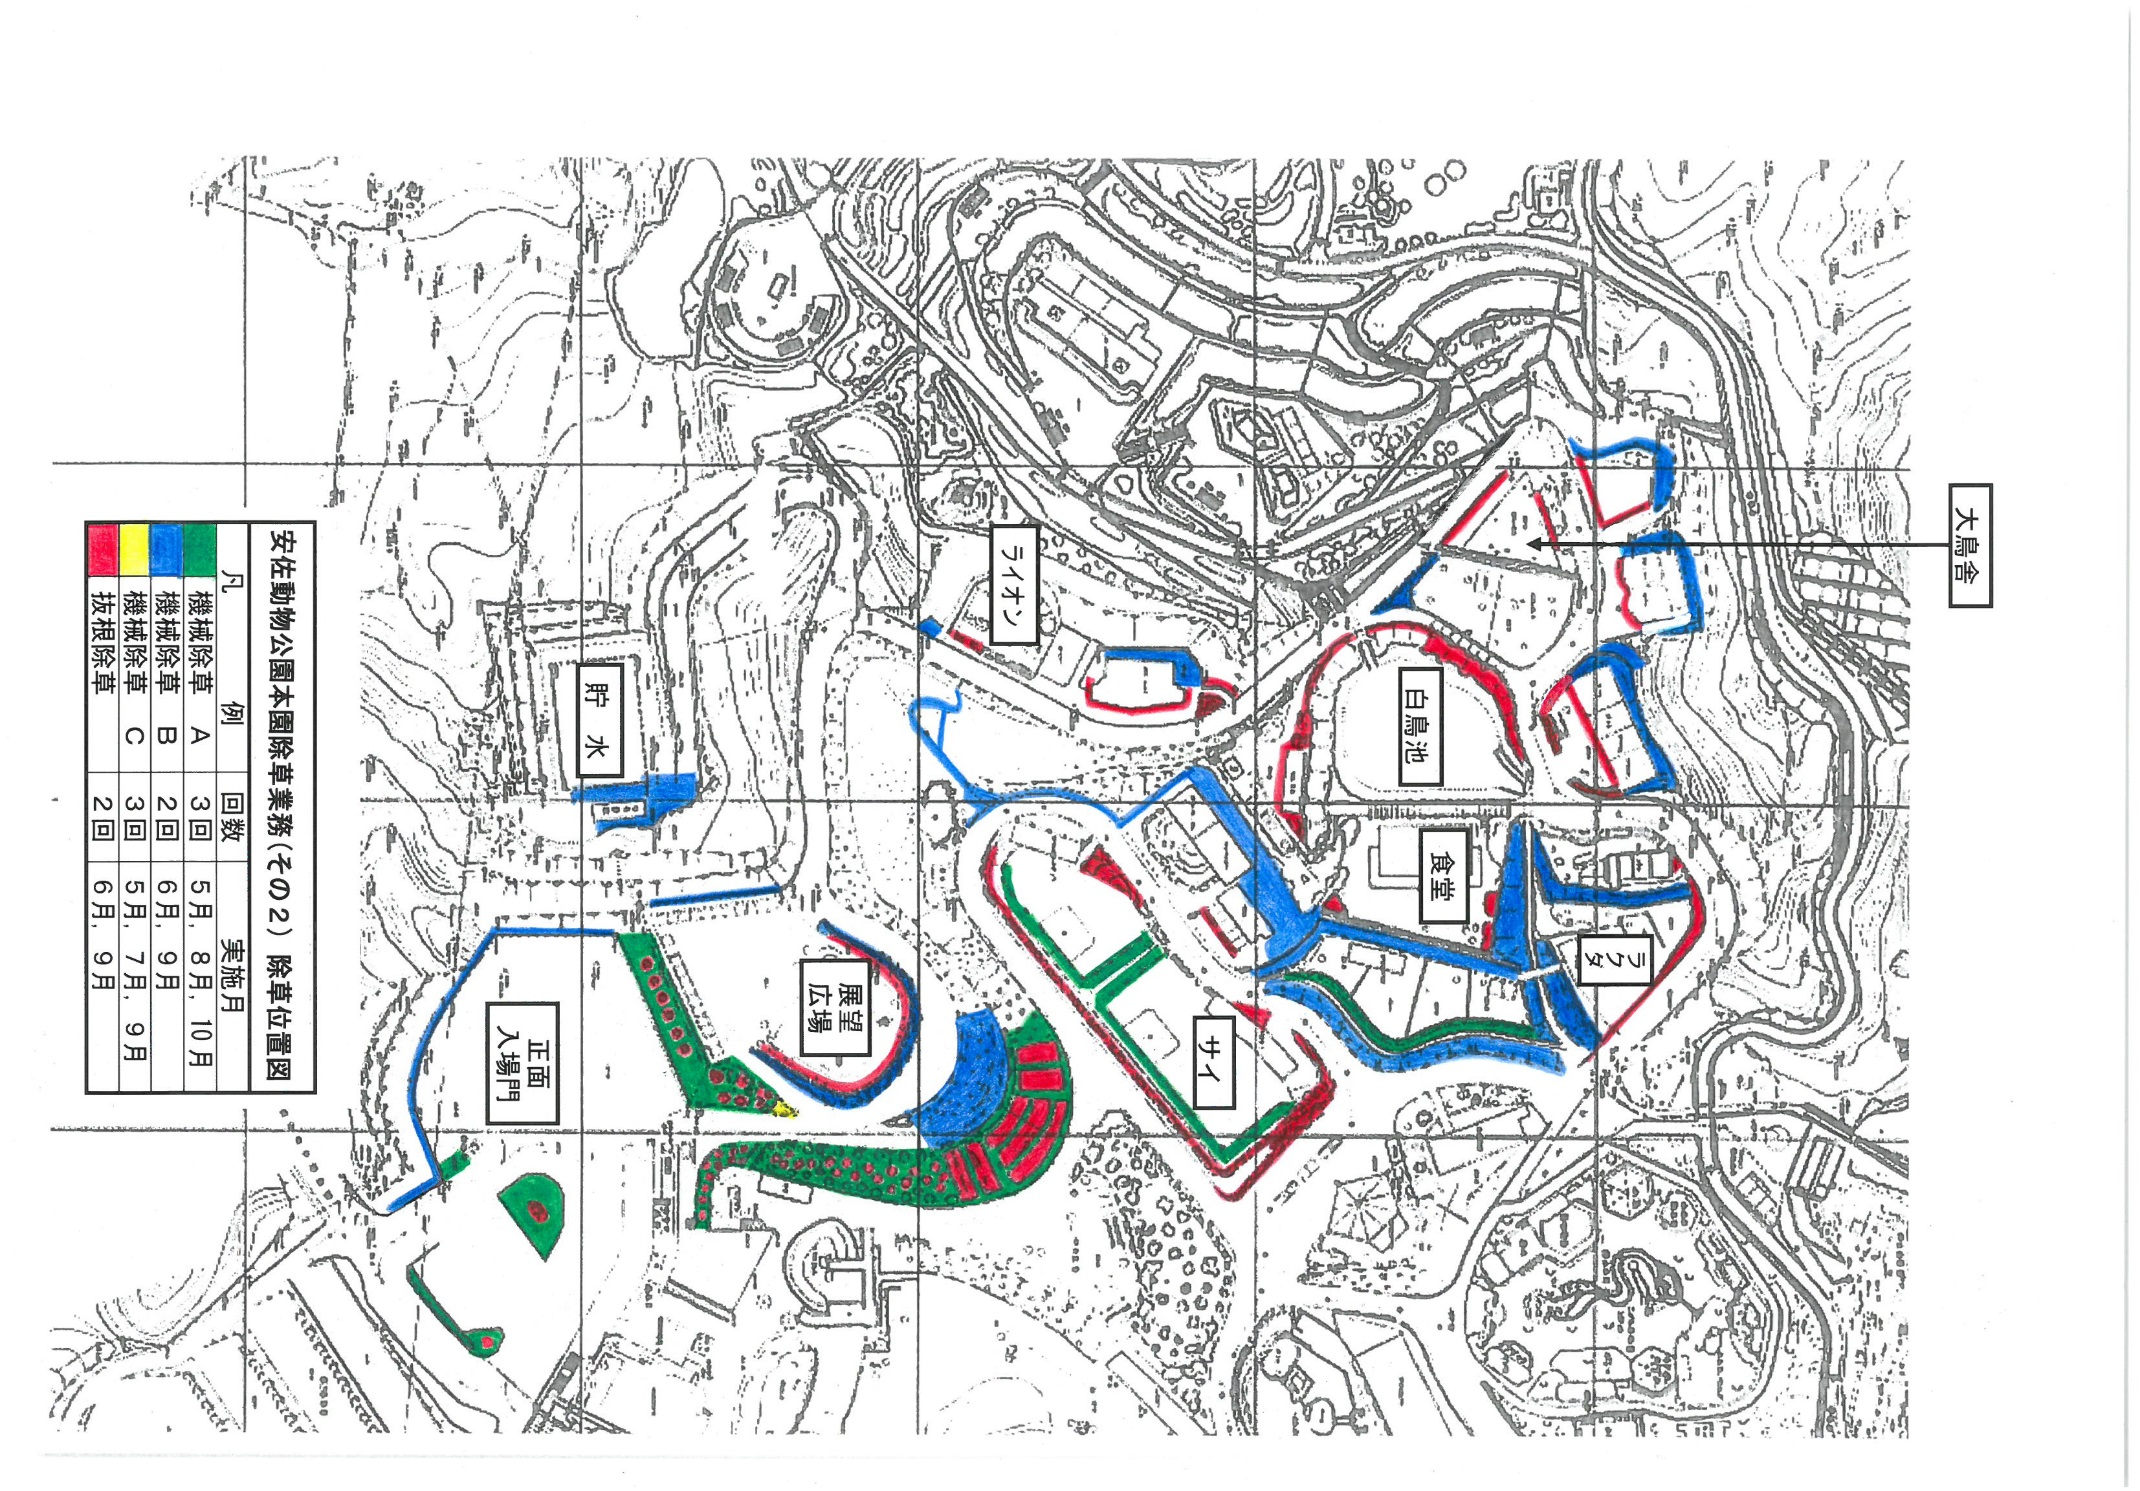 安佐動物公園本園除草業務(その2) 除草位置図
凡 例 回数 実施月
機械除草 A 3回 5月, 8月, 10月
機械除草 B 2回 6月, 9月
機械除草 C 3回 5月, 7月, 9月
抜根除草 2回 6月, 9月
大鳥舎
ライオン
白鳥池
貯 水
食堂
ラクダ
展望
広場
サイ
正面
入場門